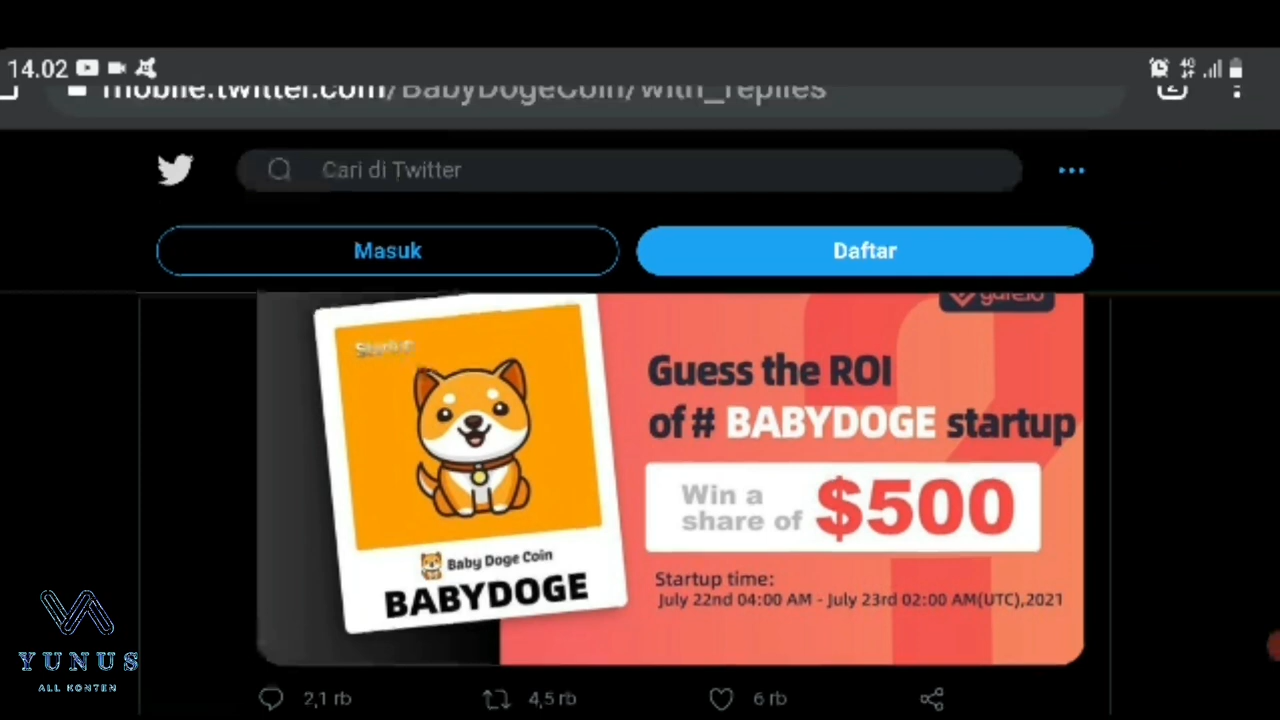 14.02
mobile.twitter.com/BabyDogeCoin/with_replies
2
Cari di Twitter
Masuk
Daftar
gate.io
Startup
Guess the ROI
of # BABYDOGE startup
Win a
share of $500
Baby Doge Coin
BABYDOGE
Startup time:
July 22nd 04:00 AM - July 23rd 02:00 AM(UTC),2021
YUNUS
ALL KONTEN
2,1 rb
4,5 rb
6 rb